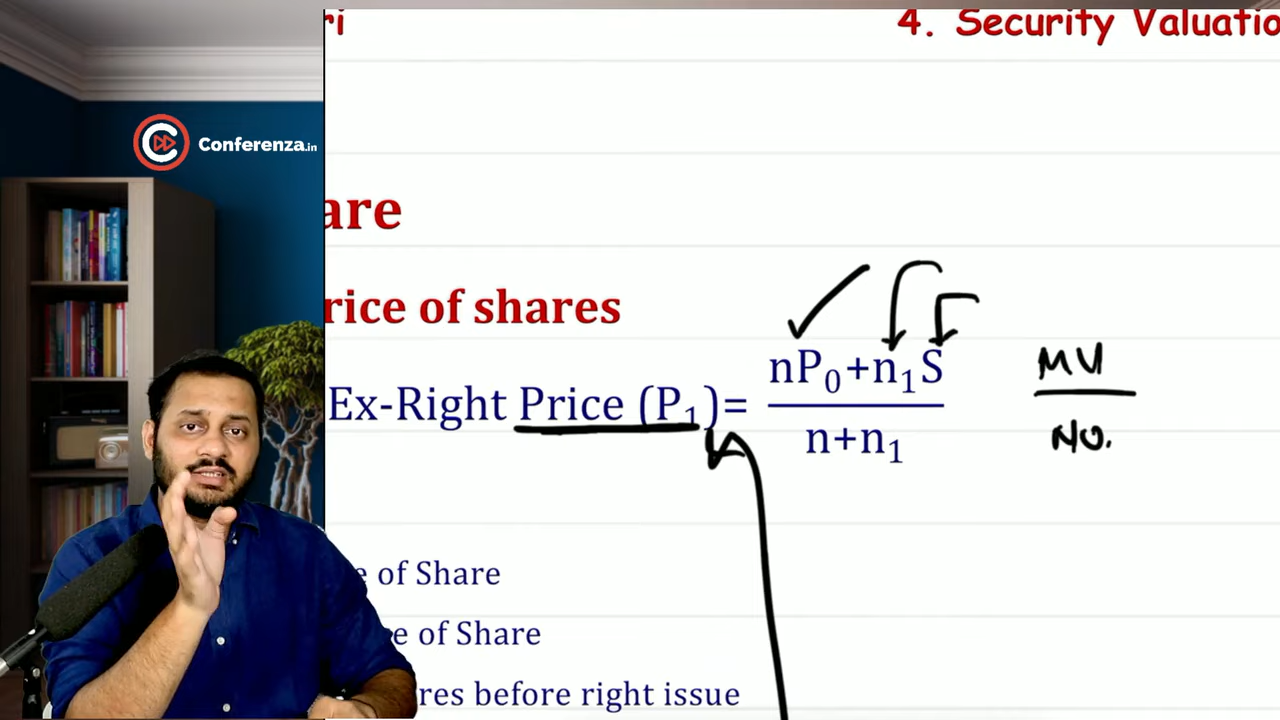 ri 4. Security Valuatio
Conferenza.in
are
rice of shares
Ex-Right Price (P₁)= nP₀+n₁S
n+n₁
MV
No.
e of Share
e of Share
res before right issue